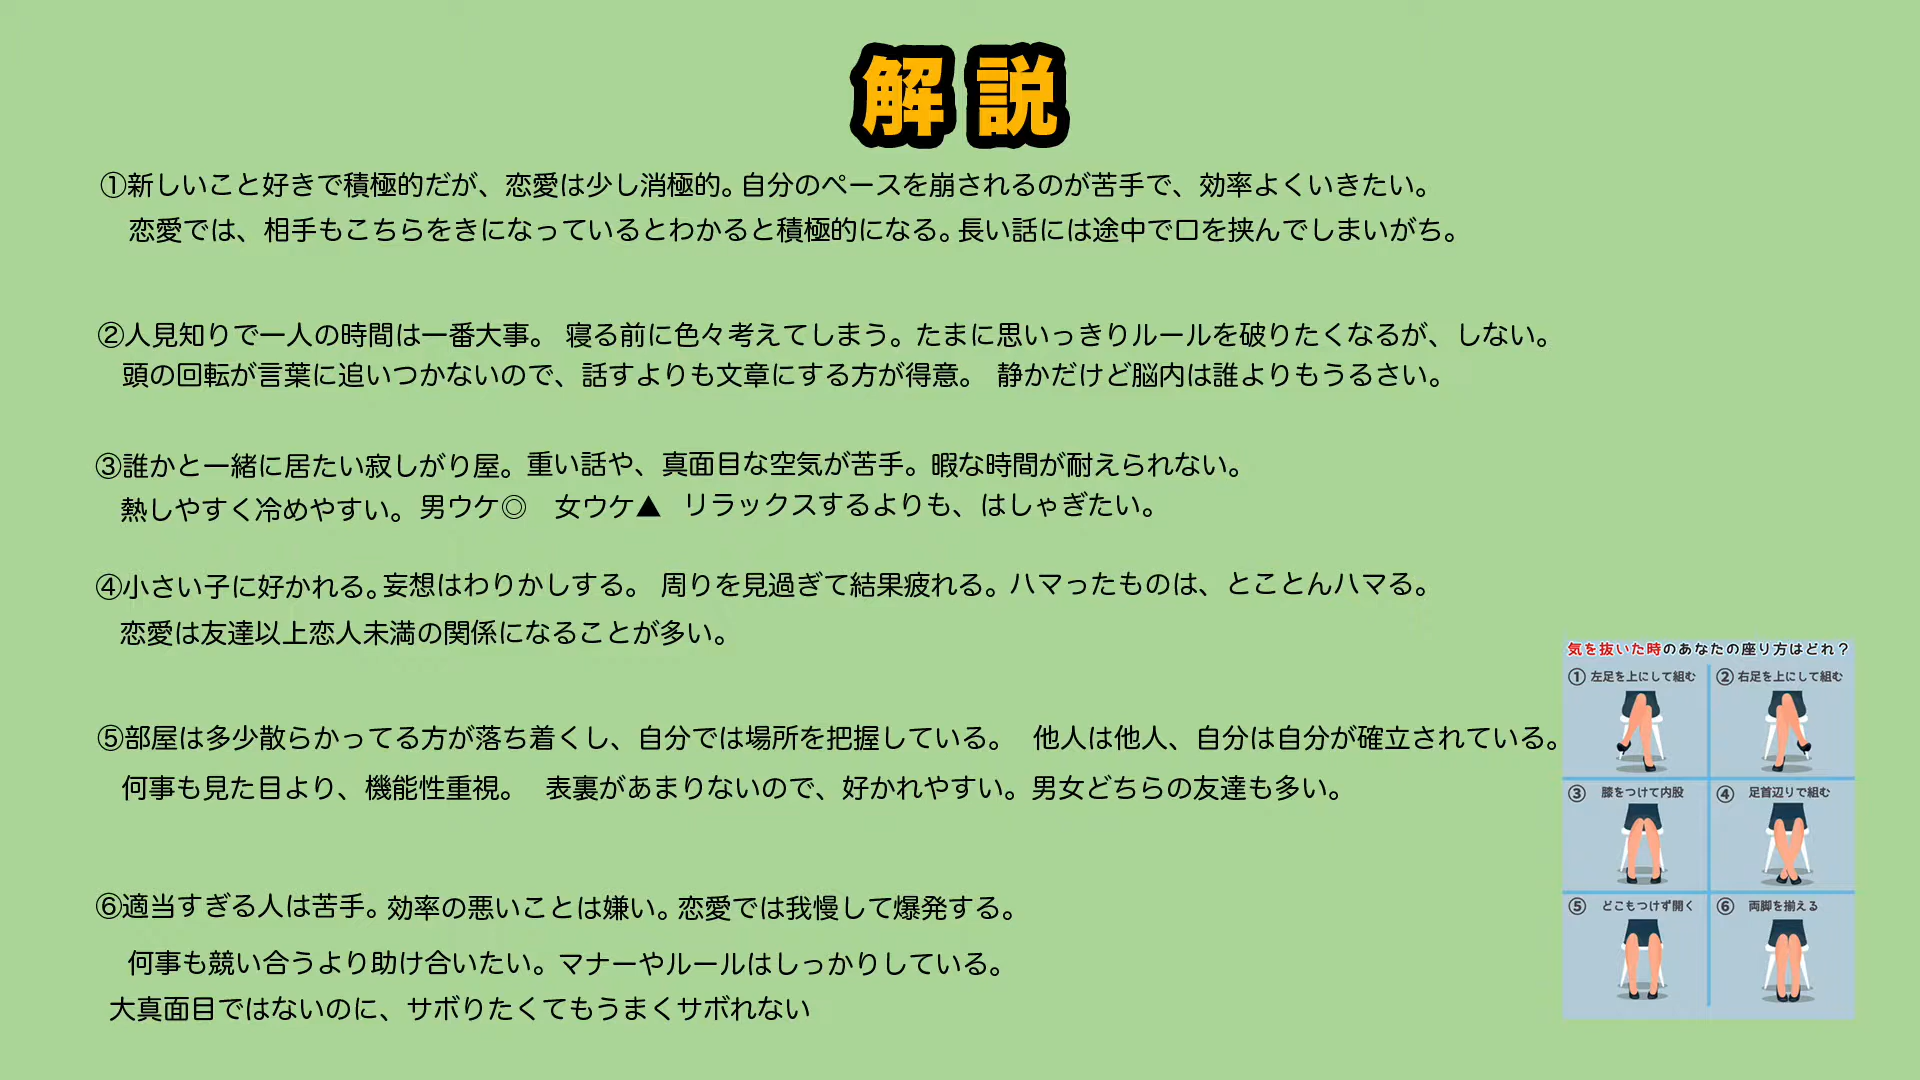 解説
①新しいこと好きで積極的だが、恋愛は少し消極的。自分のペースを崩されるのが苦手で、効率よくいきたい。
恋愛では、相手もこちらをきになっているとわかると積極的になる。長い話には途中で口を挟んでしまいがち。
②人見知りで一人の時間は一番大事。 寝る前に色々考えてしまう。たまに思いっきりルールを破りたくなるが、しない。
頭の回転が言葉に追いつかないので、話すよりも文章にする方が得意。 静かだけど脳内は誰よりもうるさい。
③誰かと一緒に居たい寂しがり屋。重い話や、真面目な空気が苦手。暇な時間が耐えられない。
熱しやすく冷めやすい。男ウケ◎ 女ウケ▲ リラックスするよりも、はしゃぎたい。
④小さい子に好かれる。妄想はわりかしする。 周りを見過ぎて結果疲れる。ハマったものは、とことんハマる。
恋愛は友達以上恋人未満の関係になることが多い。
⑤部屋は多少散らかってる方が落ち着くし、自分では場所を把握している。 他人は他人、自分は自分が確立されている。
何事も見た目より、機能性重視。 表裏があまりないので、好かれやすい。男女どちらの友達も多い。
⑥適当すぎる人は苦手。効率の悪いことは嫌い。恋愛では我慢して爆発する。
何事も競い合うより助け合いたい。マナーやルールはしっかりしている。
大真面目ではないのに、サボりたくてもうまくサボれない
気を抜いた時のあなたの座り方はどれ？
① 左足を上にして組む
② 右足を上にして組む
③ 膝をつけて内股
④ 足首辺りで組む
⑤ どこもつけず開く
⑥ 両脚を揃える